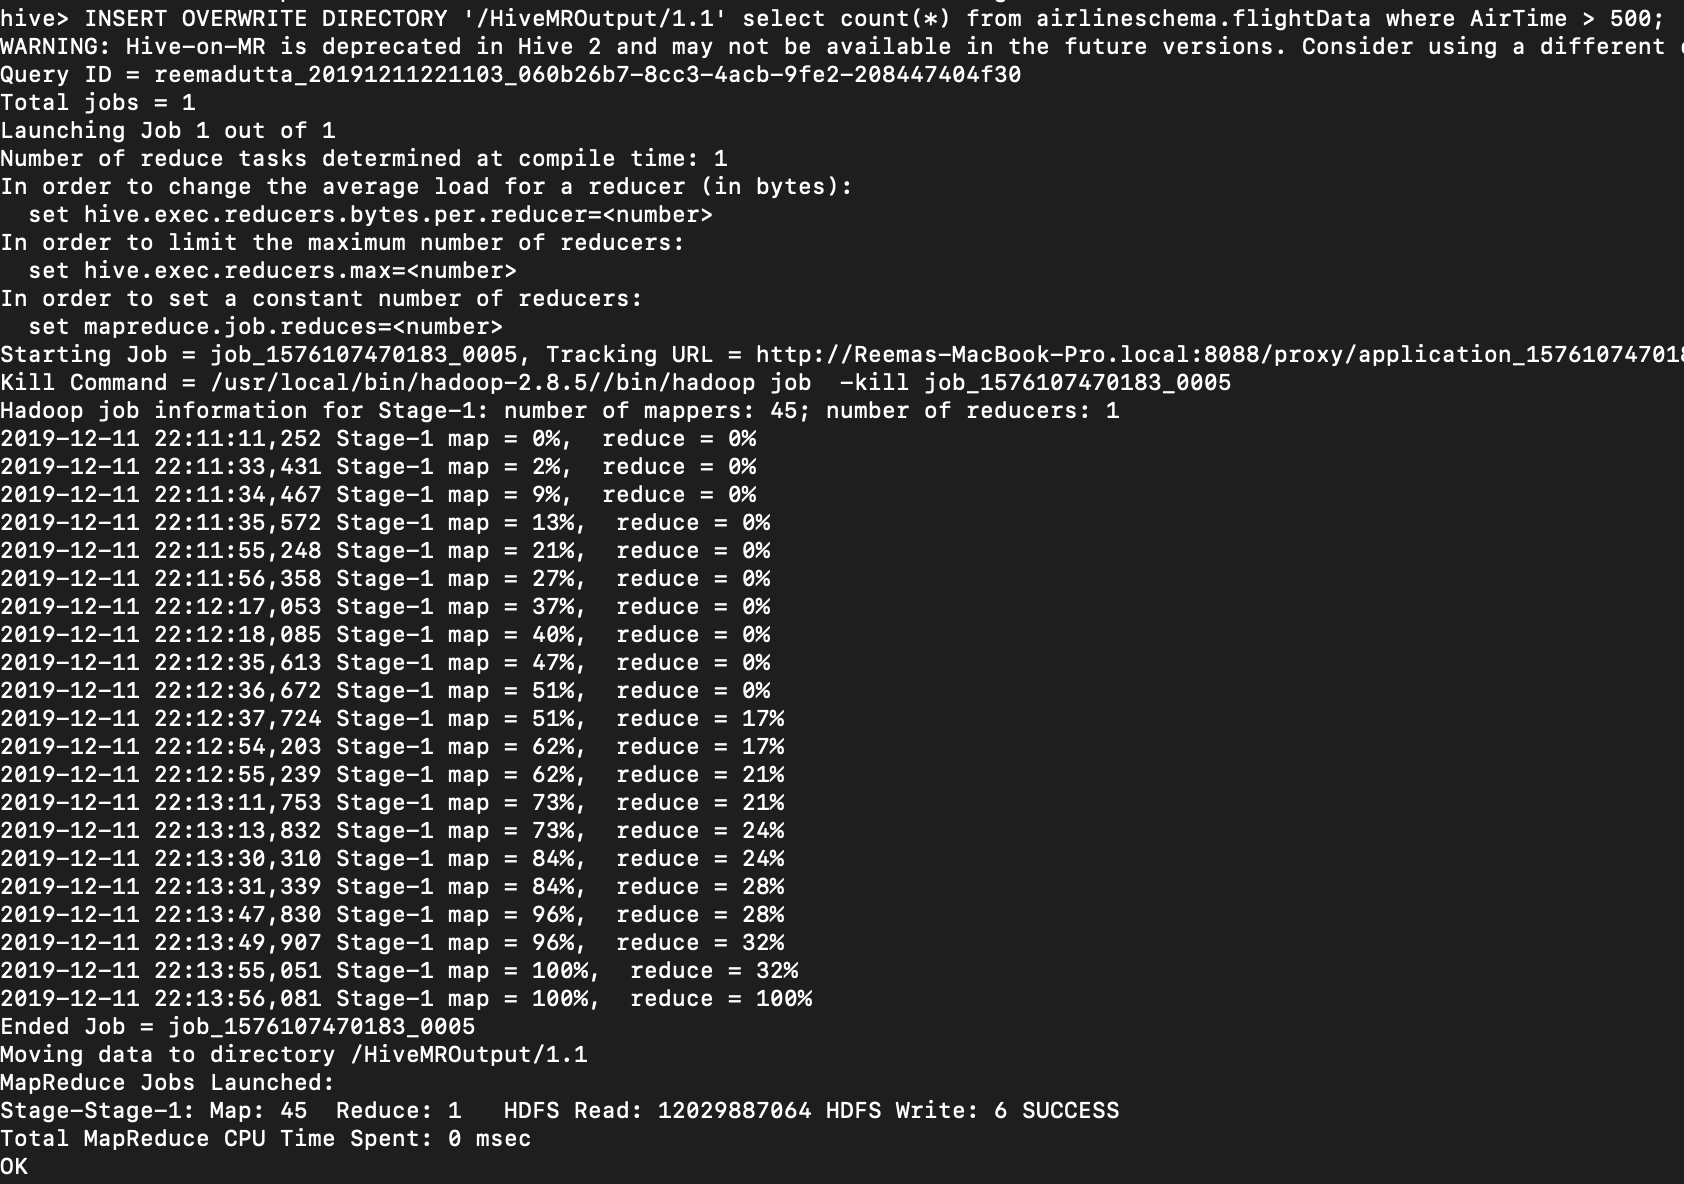 hive> INSERT OVERWRITE DIRECTORY '/HiveMROutput/1.1' select count(*) from airlineschema.flightData where AirTime > 500;
WARNING: Hive-on-MR is deprecated in Hive 2 and may not be available in the future versions. Consider using a different
Query ID = reemadutta_20191211221103_060b26b7-8cc3-4acb-9fe2-208447404f30
Total jobs = 1
Launching Job 1 out of 1
Number of reduce tasks determined at compile time: 1
In order to change the average load for a reducer (in bytes):
  set hive.exec.reducers.bytes.per.reducer=<number>
In order to limit the maximum number of reducers:
  set hive.exec.reducers.max=<number>
In order to set a constant number of reducers:
  set mapreduce.job.reduces=<number>
Starting Job = job_1576107470183_0005, Tracking URL = http://Reemas-MacBook-Pro.local:8088/proxy/application_157610747018
Kill Command = /usr/local/bin/hadoop-2.8.5//bin/hadoop job  -kill job_1576107470183_0005
Hadoop job information for Stage-1: number of mappers: 45; number of reducers: 1
2019-12-11 22:11:11,252 Stage-1 map = 0%,  reduce = 0%
2019-12-11 22:11:33,431 Stage-1 map = 2%,  reduce = 0%
2019-12-11 22:11:34,467 Stage-1 map = 9%,  reduce = 0%
2019-12-11 22:11:35,572 Stage-1 map = 13%,  reduce = 0%
2019-12-11 22:11:55,248 Stage-1 map = 21%,  reduce = 0%
2019-12-11 22:11:56,358 Stage-1 map = 27%,  reduce = 0%
2019-12-11 22:12:17,053 Stage-1 map = 37%,  reduce = 0%
2019-12-11 22:12:18,085 Stage-1 map = 40%,  reduce = 0%
2019-12-11 22:12:35,613 Stage-1 map = 47%,  reduce = 0%
2019-12-11 22:12:36,672 Stage-1 map = 51%,  reduce = 0%
2019-12-11 22:12:37,724 Stage-1 map = 51%,  reduce = 17%
2019-12-11 22:12:54,203 Stage-1 map = 62%,  reduce = 17%
2019-12-11 22:12:55,239 Stage-1 map = 62%,  reduce = 21%
2019-12-11 22:13:11,753 Stage-1 map = 73%,  reduce = 21%
2019-12-11 22:13:13,832 Stage-1 map = 73%,  reduce = 24%
2019-12-11 22:13:30,310 Stage-1 map = 84%,  reduce = 24%
2019-12-11 22:13:31,339 Stage-1 map = 84%,  reduce = 28%
2019-12-11 22:13:47,830 Stage-1 map = 96%,  reduce = 28%
2019-12-11 22:13:49,907 Stage-1 map = 96%,  reduce = 32%
2019-12-11 22:13:55,051 Stage-1 map = 100%,  reduce = 32%
2019-12-11 22:13:56,081 Stage-1 map = 100%,  reduce = 100%
Ended Job = job_1576107470183_0005
Moving data to directory /HiveMROutput/1.1
MapReduce Jobs Launched:
Stage-Stage-1: Map: 45  Reduce: 1   HDFS Read: 12029887064 HDFS Write: 6 SUCCESS
Total MapReduce CPU Time Spent: 0 msec
OK